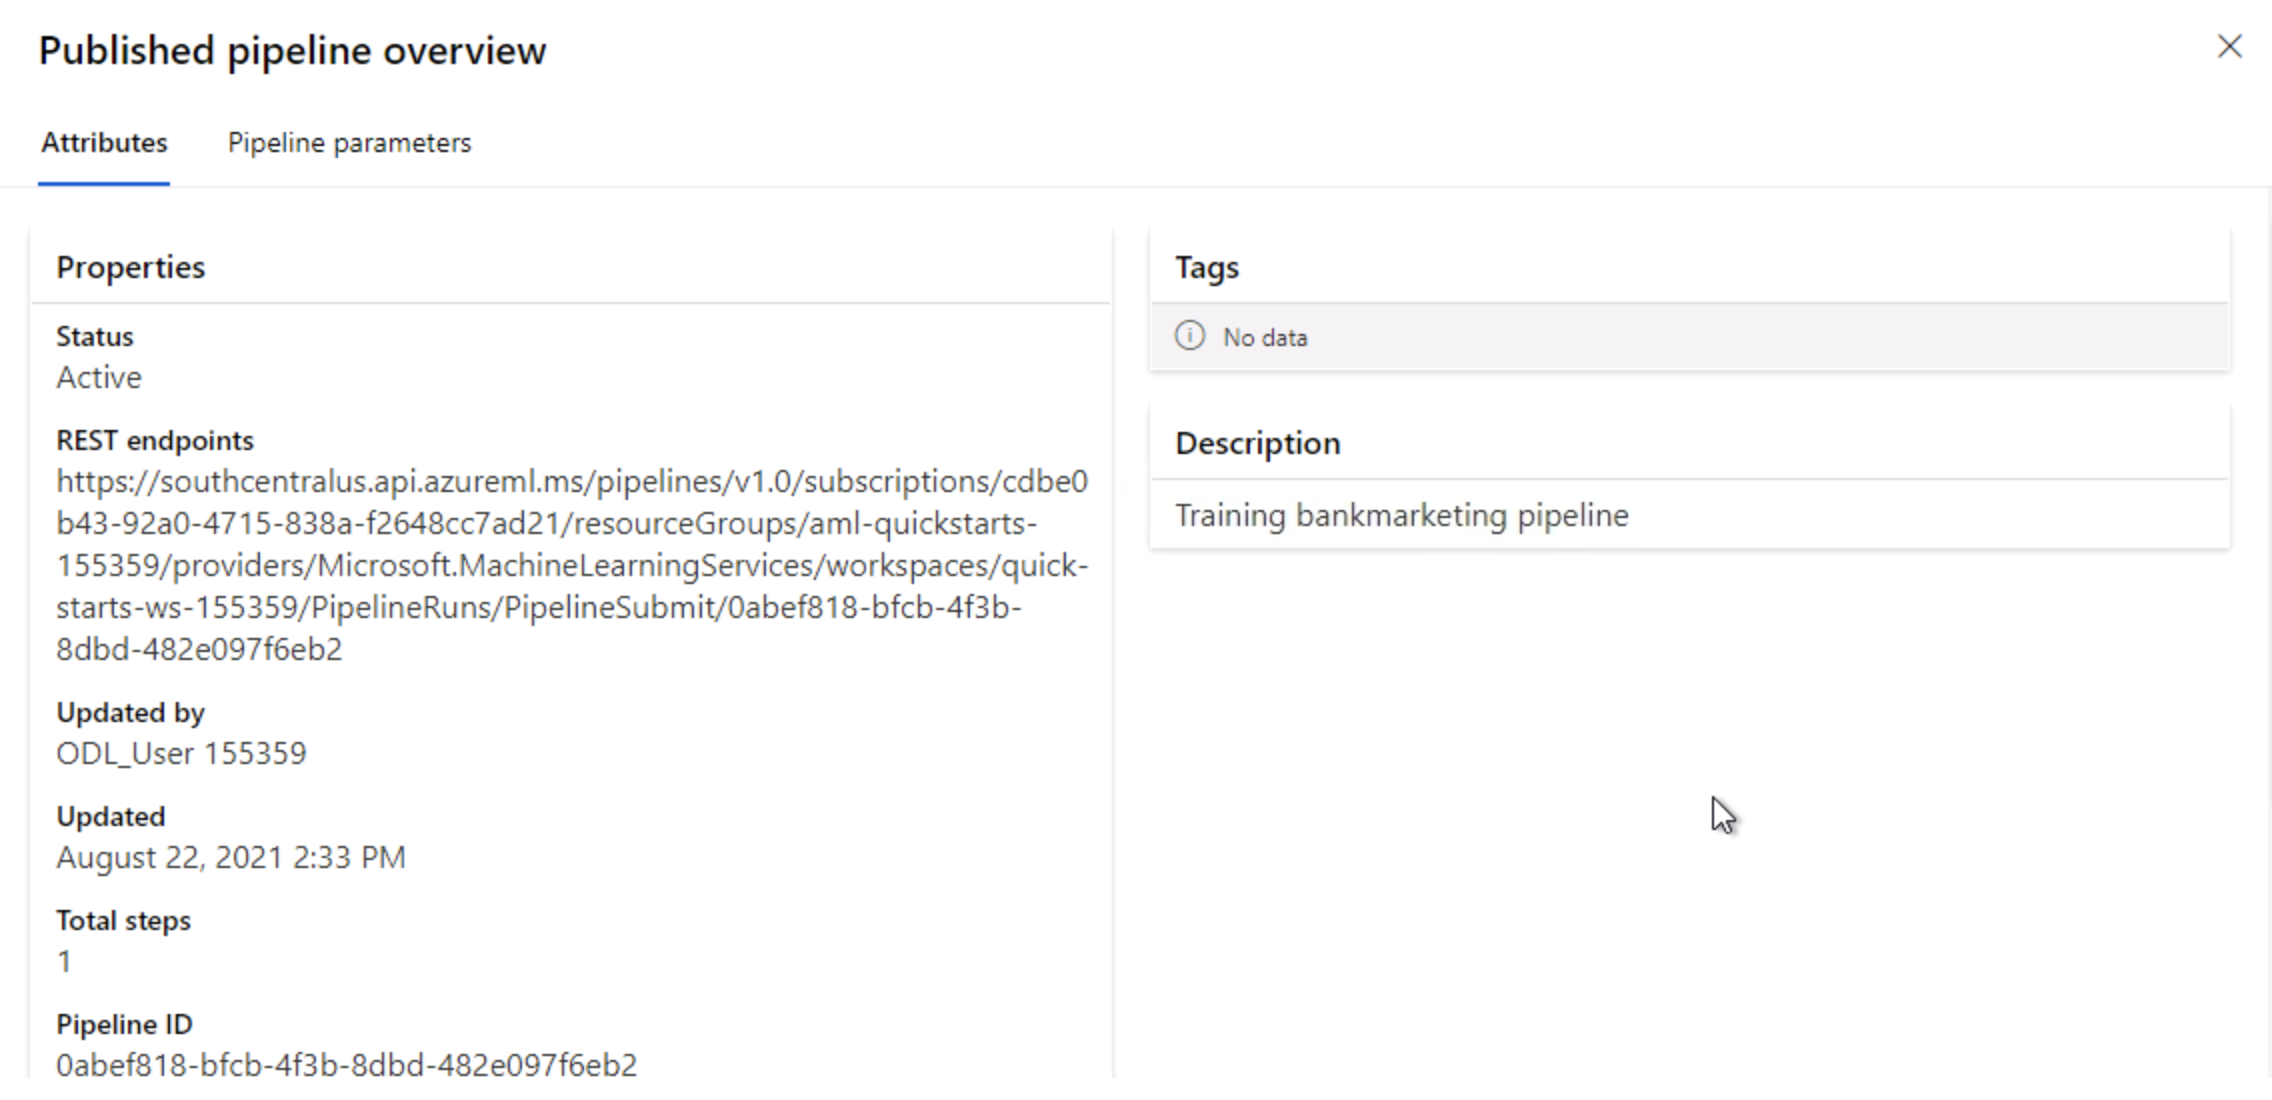 Published pipeline overview
Attributes
Pipeline parameters
Properties
Status
Active
REST endpoints
https://southcentralus.api.azureml.ms/pipelines/v1.0/subscriptions/cdbe0
b43-92a0-4715-838a-f2648cc7ad21/resourceGroups/aml-quickstarts-
155359/providers/Microsoft.MachineLearningServices/workspaces/quick-
starts-ws-155359/PipelineRuns/PipelineSubmit/0abef818-bfcb-4f3b-
8dbd-482e097f6eb2
Updated by
ODL_User 155359
Updated
August 22, 2021 2:33 PM
Total steps
1
Pipeline ID
0abef818-bfcb-4f3b-8dbd-482e097f6eb2
Tags
No data
Description
Training bankmarketing pipeline